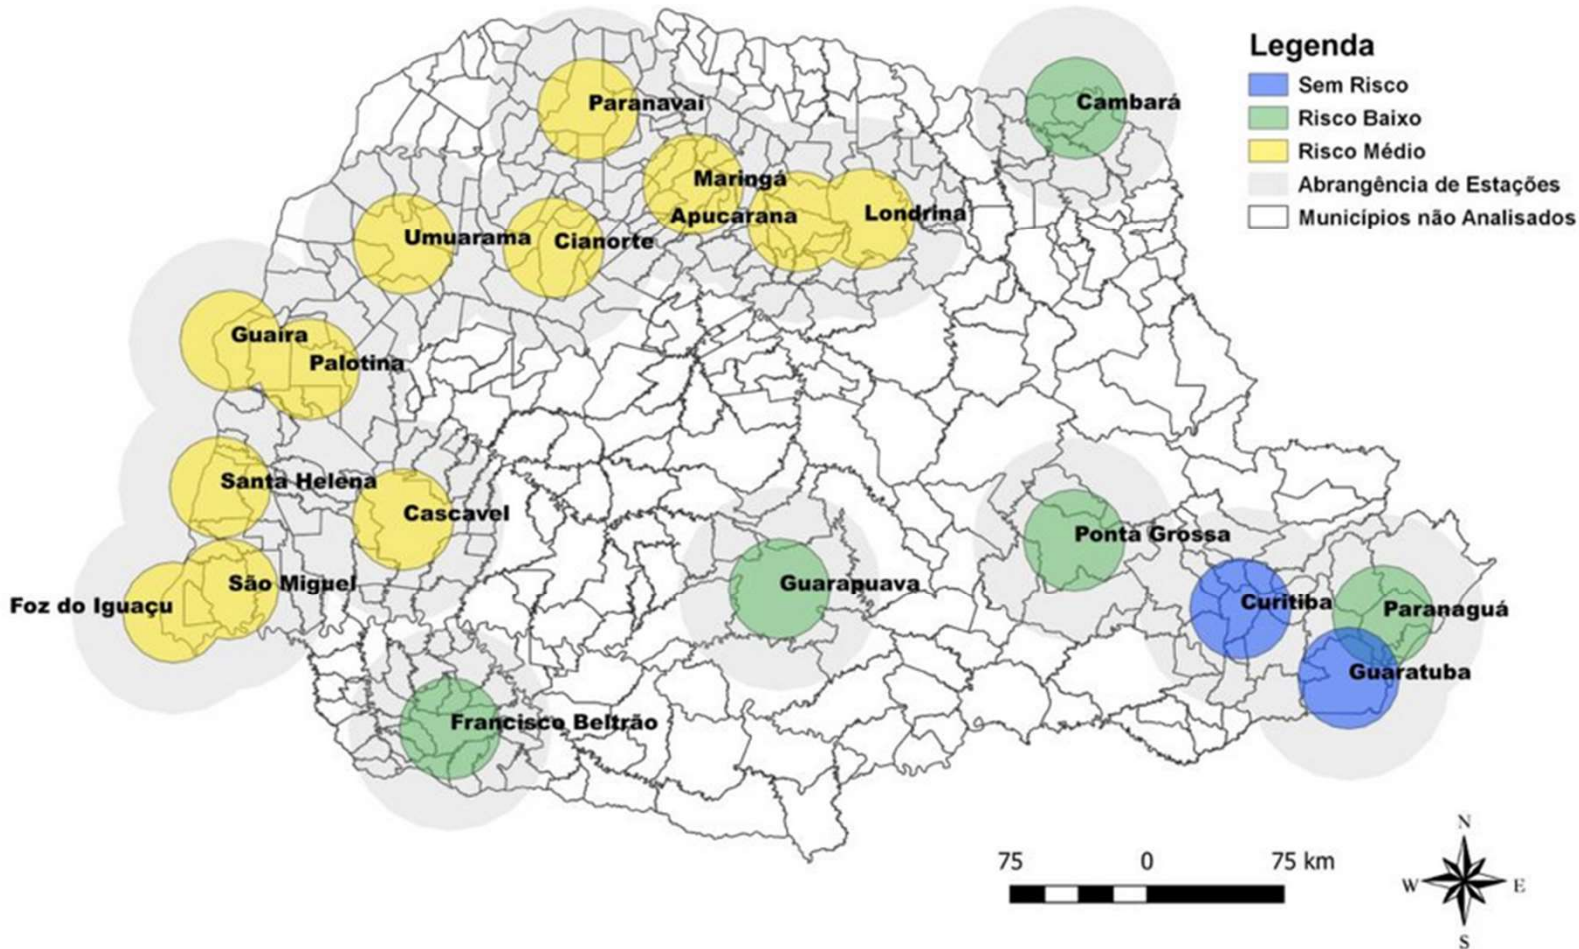 Legenda
Sem Risco
Risco Baixo
Risco Médio
Abrangência de Estações
Municípios não Analisados
Paranavai
Cambará
Maringá
Apucarana
Londrina
Umuarama
Cianorte
Guaira
Palotina
Santa Helena
Cascavel
Ponta Grossa
São Miguel
Guarapuava
Foz do Iguaçu
Curitiba
Paranaguá
Guaratuba
Francisco Beltrão
75 0 75 km
N
W E
S